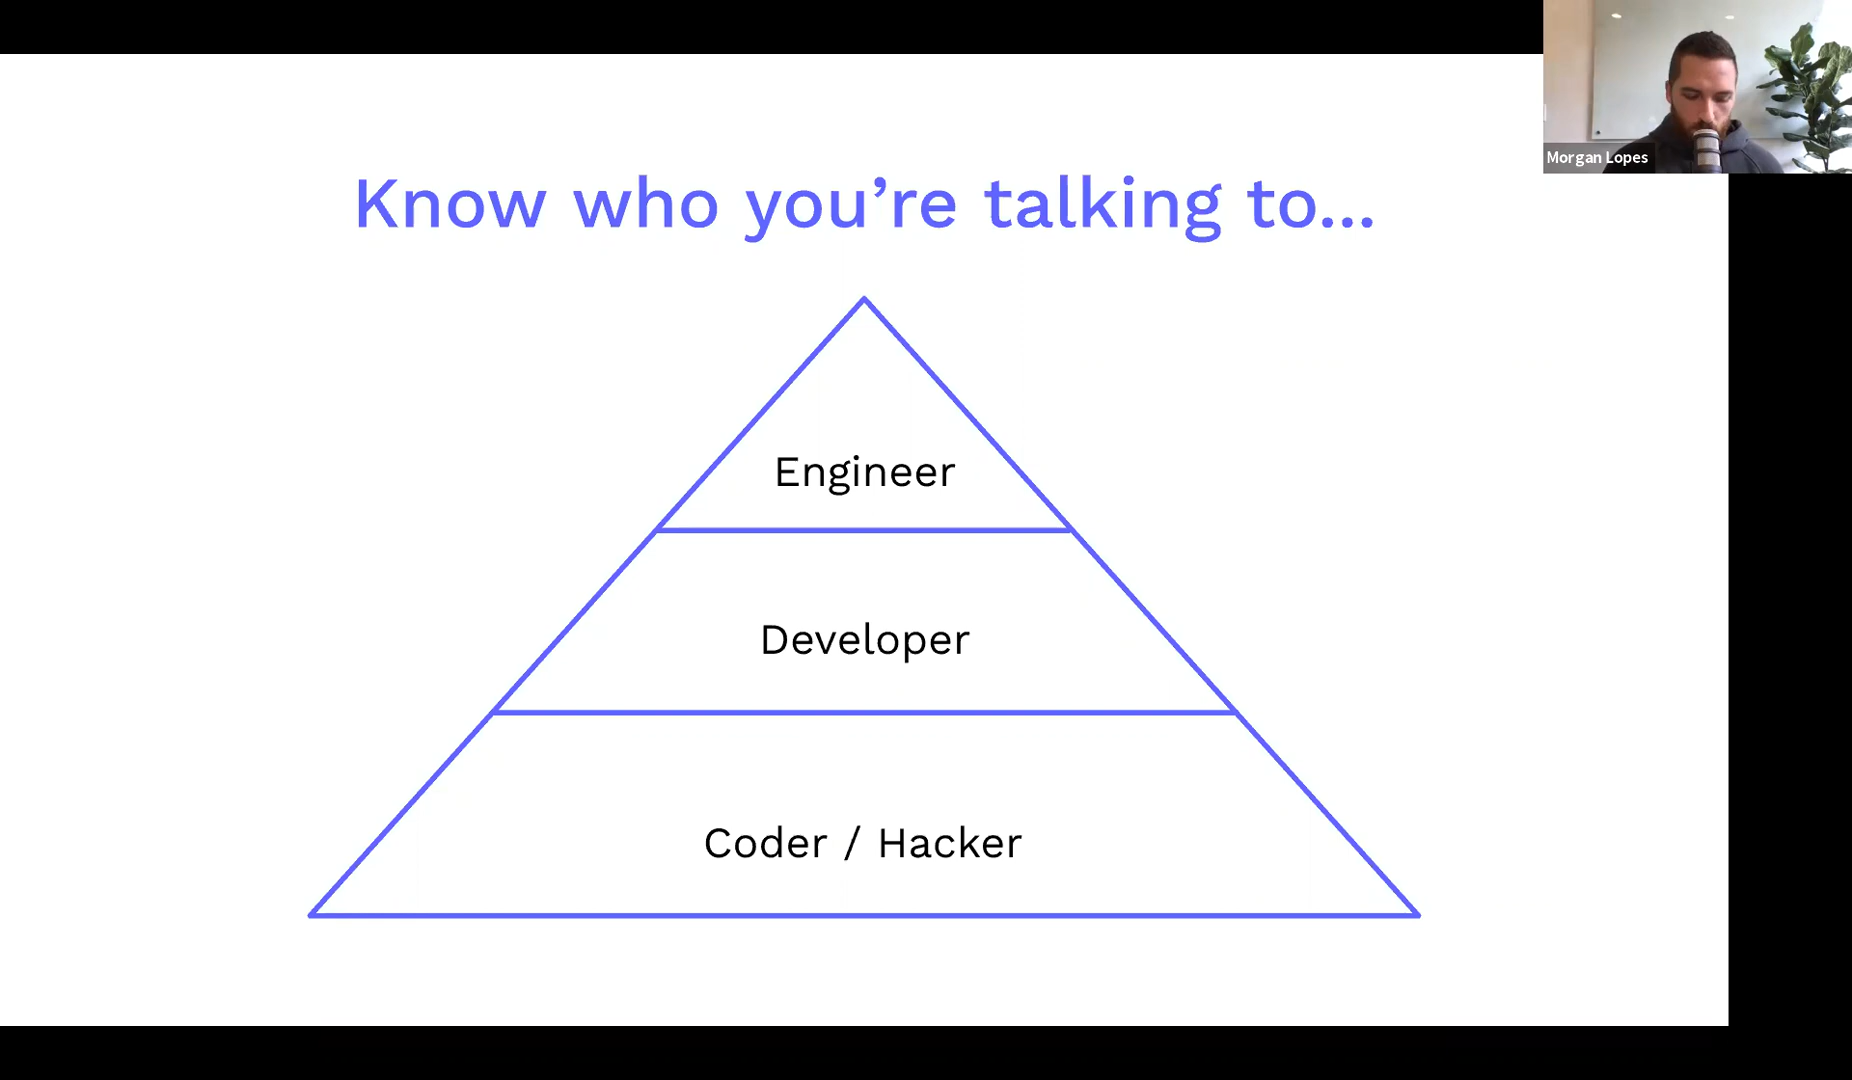 Morgan Lopes
Know who you’re talking to...
Engineer
Developer
Coder / Hacker